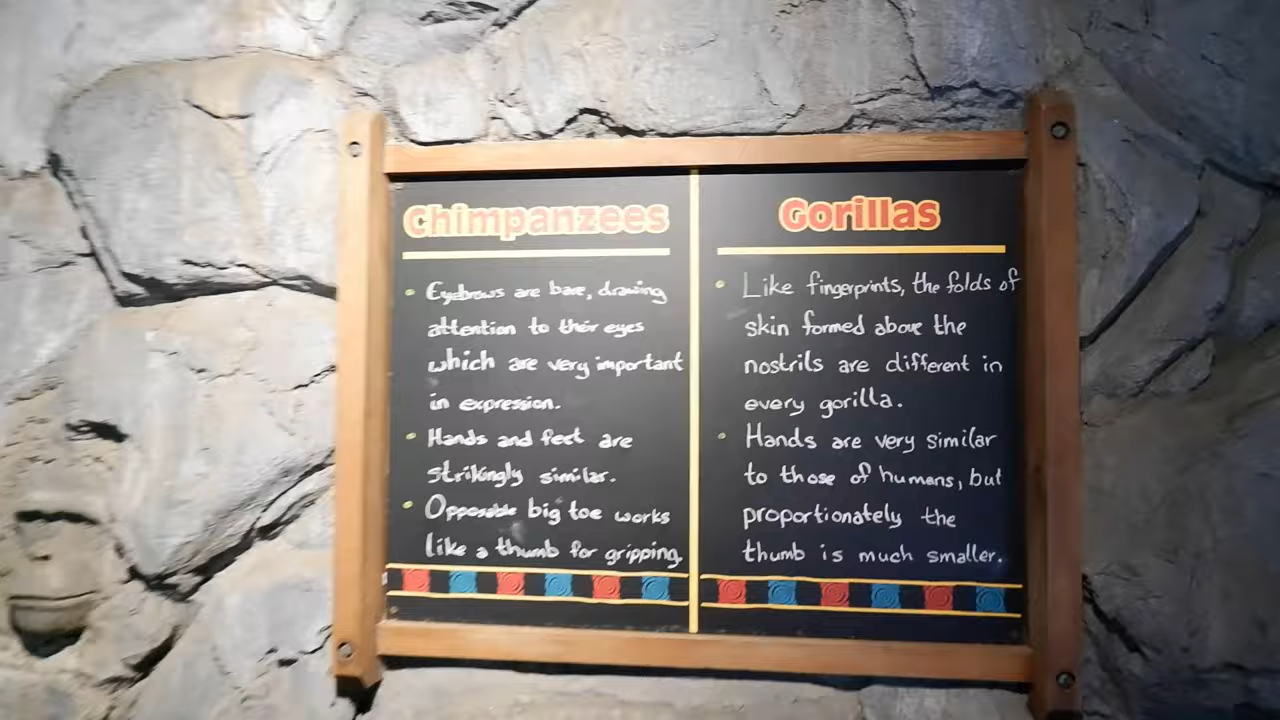 Chimpanzees
• Eyebrows are bare, drawing
attention to their eyes
which are very important
in expression.
• Hands and feet are
strikingly similar.
• Opposable big toe works
like a thumb for gripping.
Gorillas
• Like fingerprints, the folds of
skin formed above the
nostrils are different in
every gorilla.
• Hands are very similar
to those of humans, but
proportionately the
thumb is much smaller.